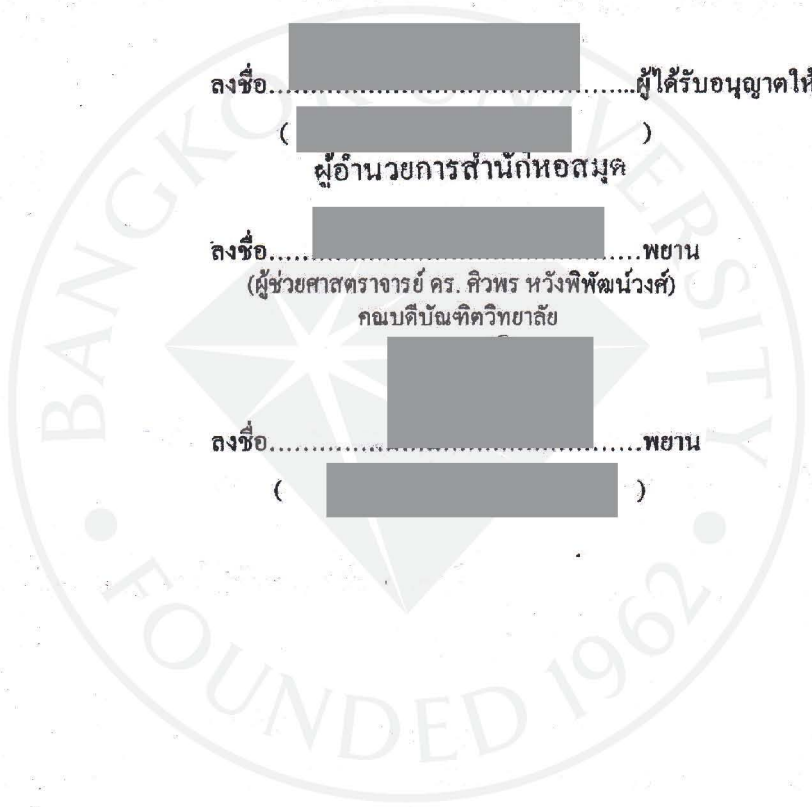 ลงชื่อ.......................................ผู้ได้รับอนุญาตให้
( )
ผู้อำนวยการสำนักหอสมุด
ลงชื่อ.......................................พยาน
(ผู้ช่วยศาสตราจารย์ ดร. ศิวพร หวังพิพัฒน์วงศ์)
คณบดีบัณฑิตวิทยาลัย
ลงชื่อ.......................................พยาน
( )
BANGKOK UNIVERSITY
• FOUNDED 1962 •